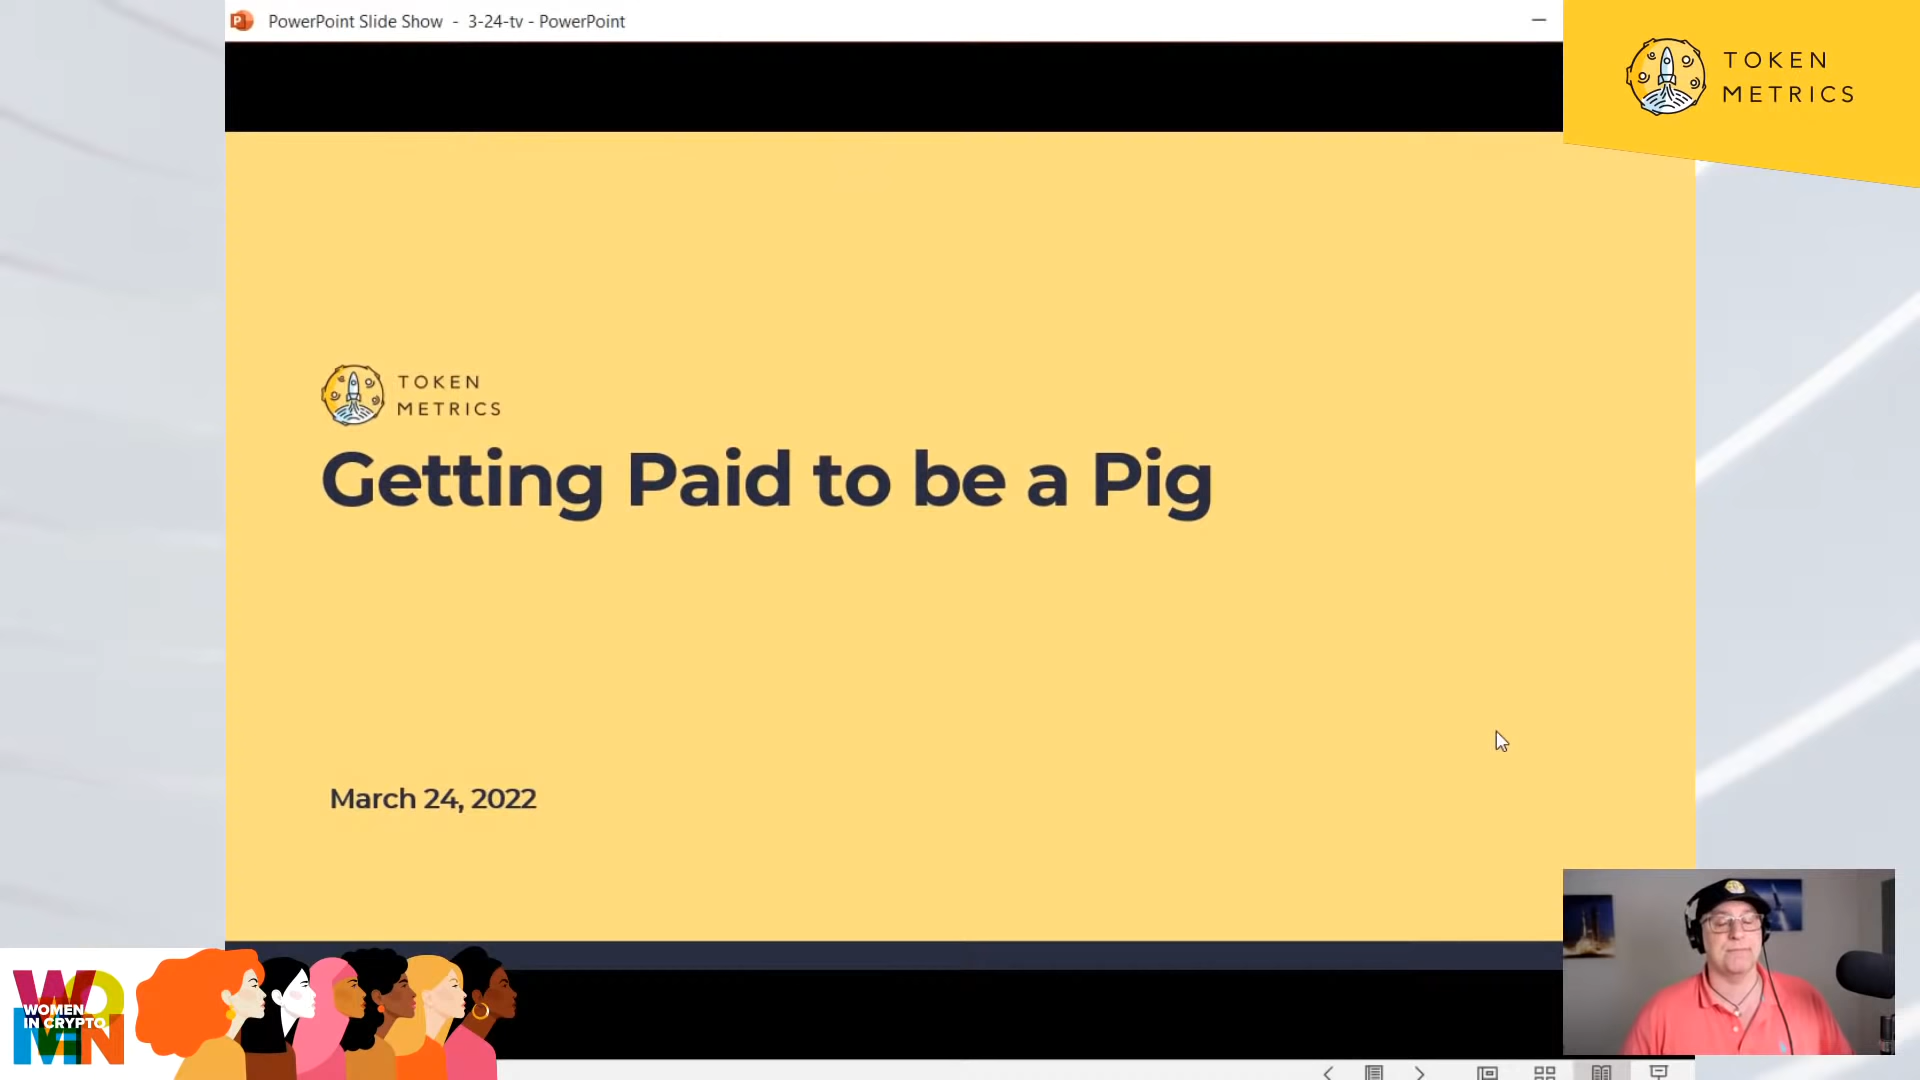 PowerPoint Slide Show - 3-24-tv - PowerPoint
TOKEN
METRICS
TOKEN
METRICS
Getting Paid to be a Pig
March 24, 2022
WOMEN
WOMEN
IN CRYPTO